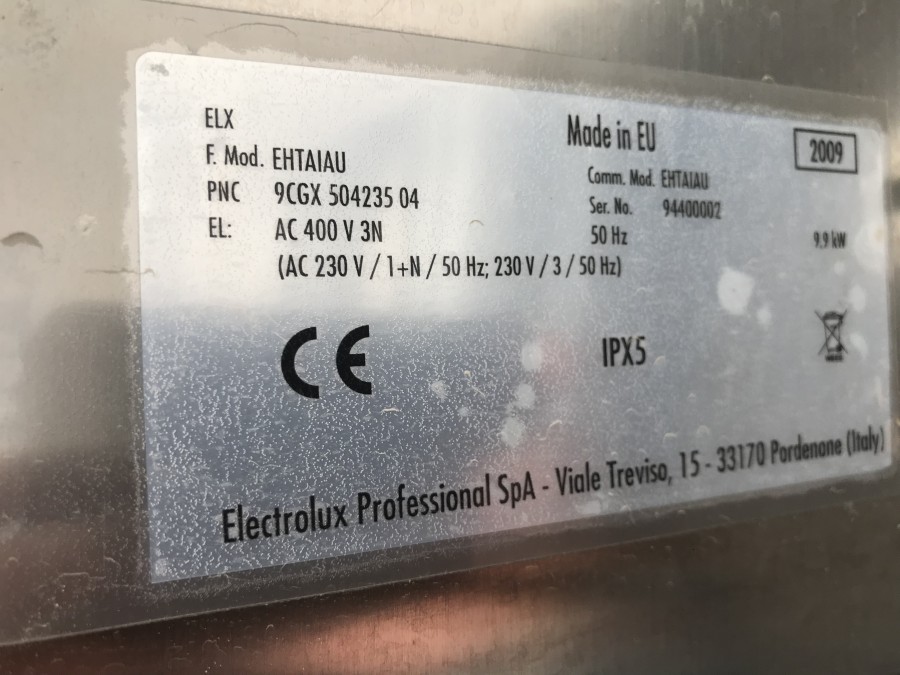 ELX
Made in EU
2009
F. Mod. EHTAIAU
Comm. Mod. EHTAIAU
PNC 9CGX 504235 04
Ser. No. 94400002
EL: AC 400 V 3N
50 Hz
9.9 kW
(AC 230 V / 1+N / 50 Hz; 230 V / 3 / 50 Hz)
CE
IPX5
Electrolux Professional SpA - Viale Treviso, 15 - 33170 Pordenone (Italy)